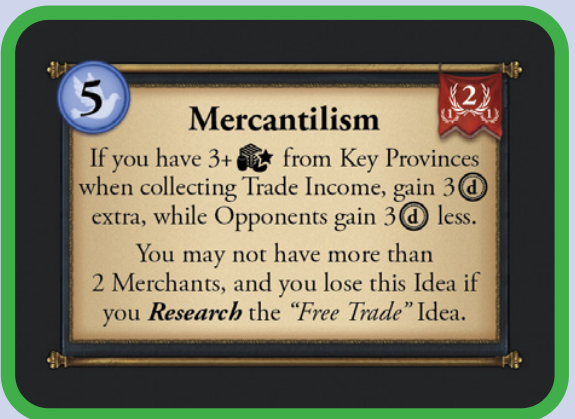 5
2
1 1
Mercantilism
If you have 3+ from Key Provinces
when collecting Trade Income, gain 3 d
extra, while Opponents gain 3 d less.
You may not have more than
2 Merchants, and you lose this Idea if
you Research the “Free Trade” Idea.